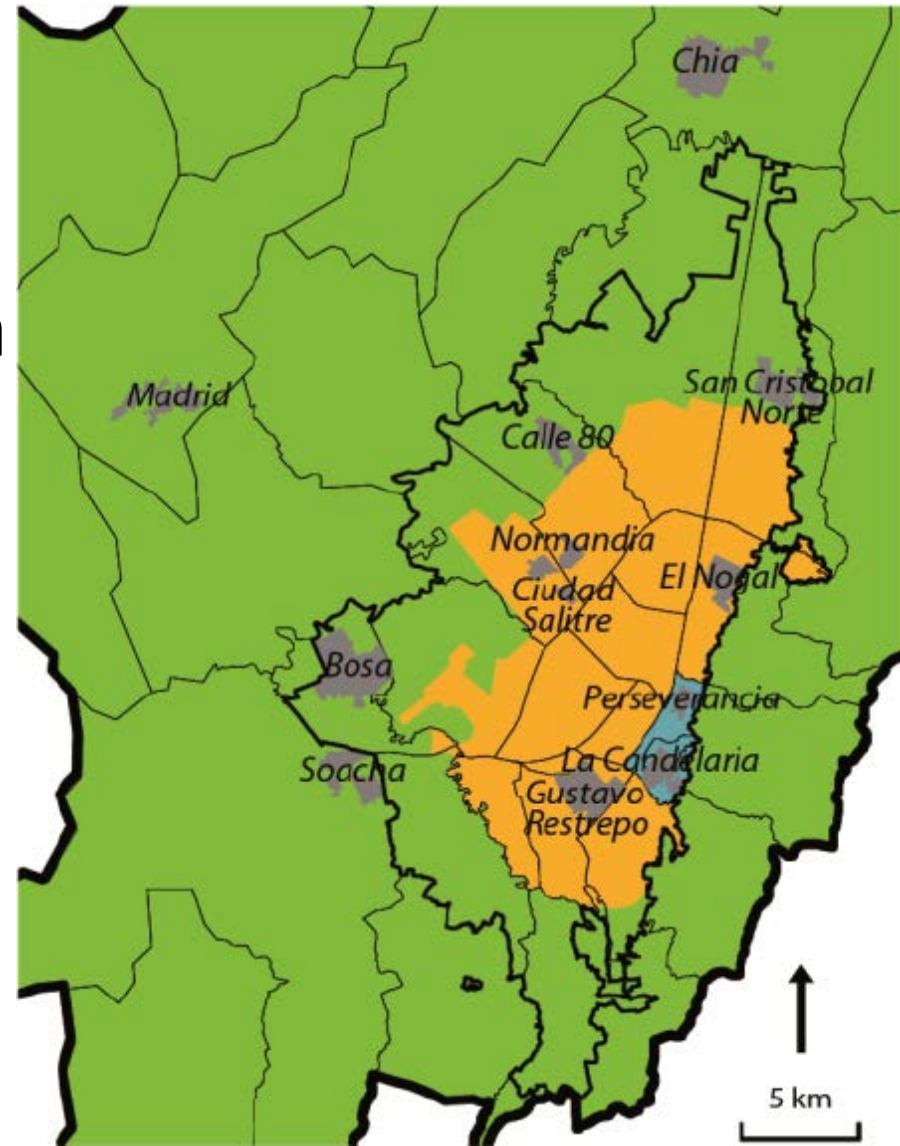 Chia
n
San Cristobal
Norte
Madrid
Calle 80
Normandia
El Nogal
Ciudad
Salitre
Bosa
Perseverancia
La Candelaria
Soacha
Gustavo
Restrepo
5 km